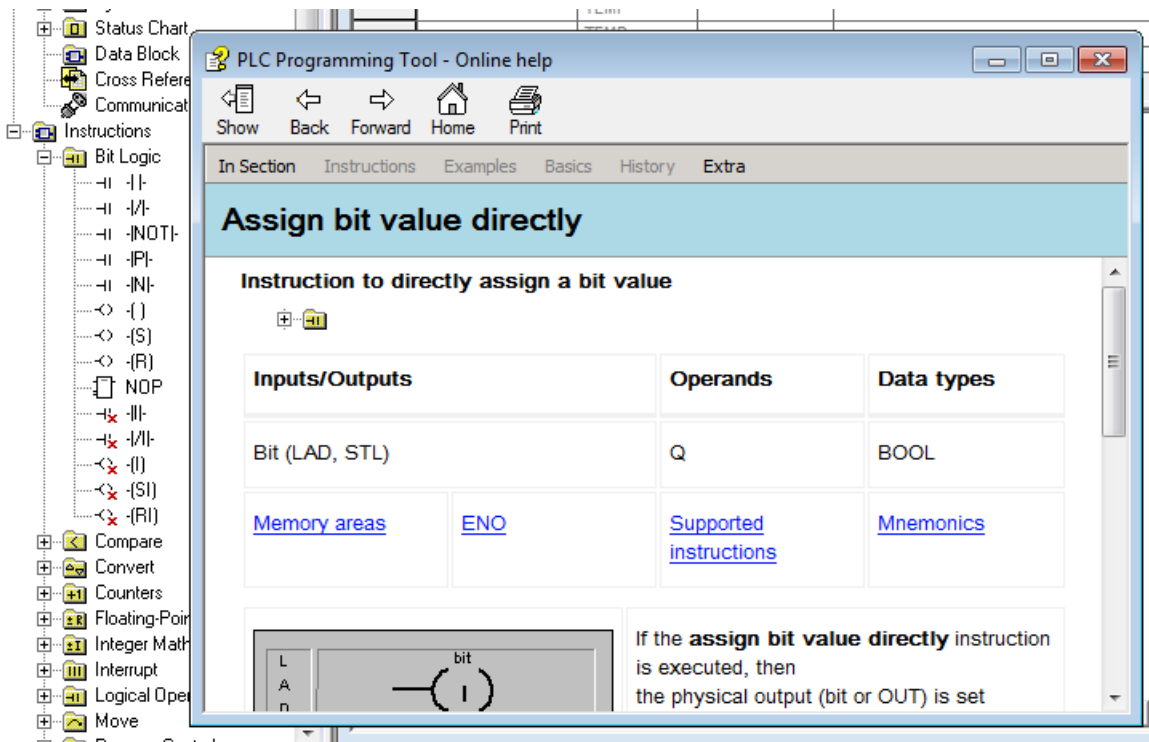 TEMP
Status Chart
TEMP
Data Block
Cross Refere
Communicat
Instructions
Bit Logic
-| |-
-|/|-
-|NOT|-
-|P|-
-|N|-
-( )
-(S)
-(R)
NOP
-|I|-
-|/I|-
-(I)
-(SI)
-(RI)
Compare
Convert
Counters
Floating-Poin
Integer Math
Interrupt
Logical Oper
Move
PLC Programming Tool - Online help
Show Back Forward Home Print
In Section Instructions Examples Basics History Extra
Assign bit value directly
Instruction to directly assign a bit value
Inputs/Outputs Operands Data types
Bit (LAD, STL) Q BOOL
Memory areas ENO Supported instructions Mnemonics
L
A
D
bit
I
If the assign bit value directly instruction
is executed, then
the physical output (bit or OUT) is set